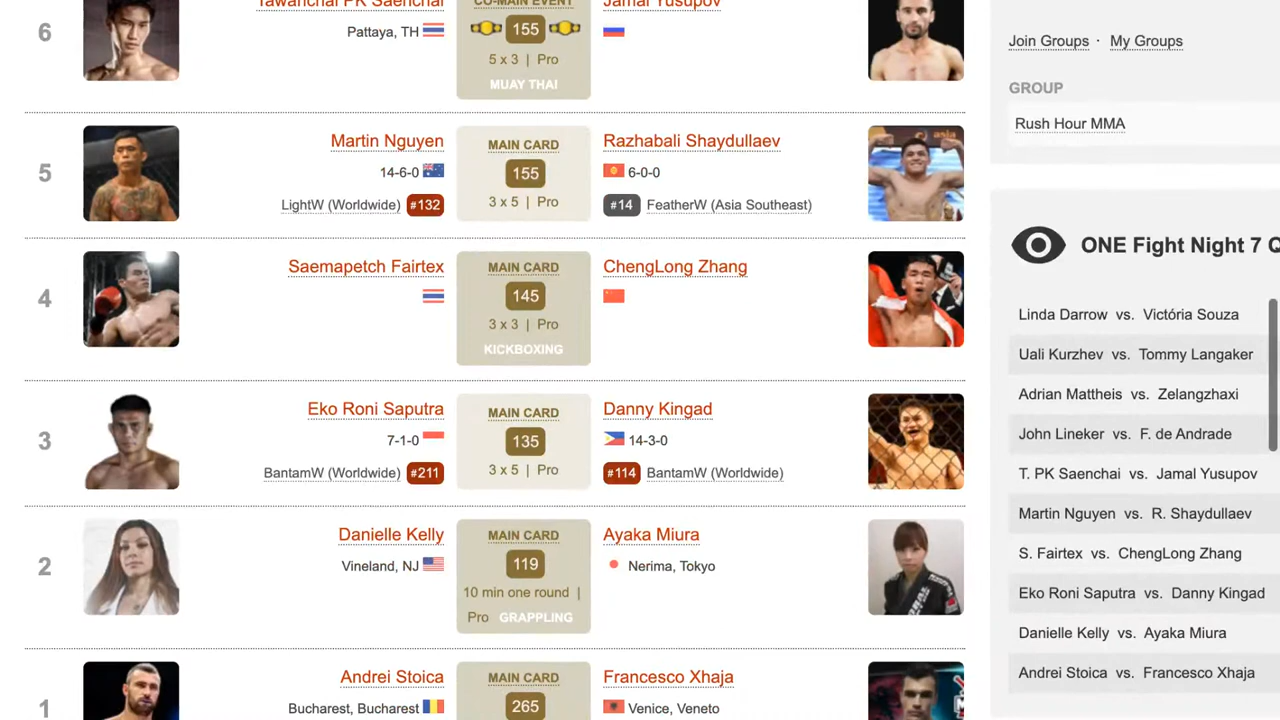 6
Tawanchai PK Saenchai
Pattaya, TH
CO-MAIN EVENT
155
5 x 3 | Pro
MUAY THAI
Jamal Yusupov
5
Martin Nguyen
14-6-0
LightW (Worldwide) #132
MAIN CARD
155
3 x 5 | Pro
Razhabali Shaydullaev
6-0-0
#14 FeatherW (Asia Southeast)
4
Saemapetch Fairtex
MAIN CARD
145
3 x 3 | Pro
KICKBOXING
ChengLong Zhang
3
Eko Roni Saputra
7-1-0
BantamW (Worldwide) #211
MAIN CARD
135
3 x 5 | Pro
Danny Kingad
14-3-0
#114 BantamW (Worldwide)
2
Danielle Kelly
Vineland, NJ
MAIN CARD
119
10 min one round |
Pro GRAPPLING
Ayaka Miura
Nerima, Tokyo
1
Andrei Stoica
Bucharest, Bucharest
MAIN CARD
265
Francesco Xhaja
Venice, Veneto
Join Groups · My Groups
GROUP
Rush Hour MMA
ONE Fight Night 7 Q
Linda Darrow vs. Victória Souza
Uali Kurzhev vs. Tommy Langaker
Adrian Mattheis vs. Zelangzhaxi
John Lineker vs. F. de Andrade
T. PK Saenchai vs. Jamal Yusupov
Martin Nguyen vs. R. Shaydullaev
S. Fairtex vs. ChengLong Zhang
Eko Roni Saputra vs. Danny Kingad
Danielle Kelly vs. Ayaka Miura
Andrei Stoica vs. Francesco Xhaja